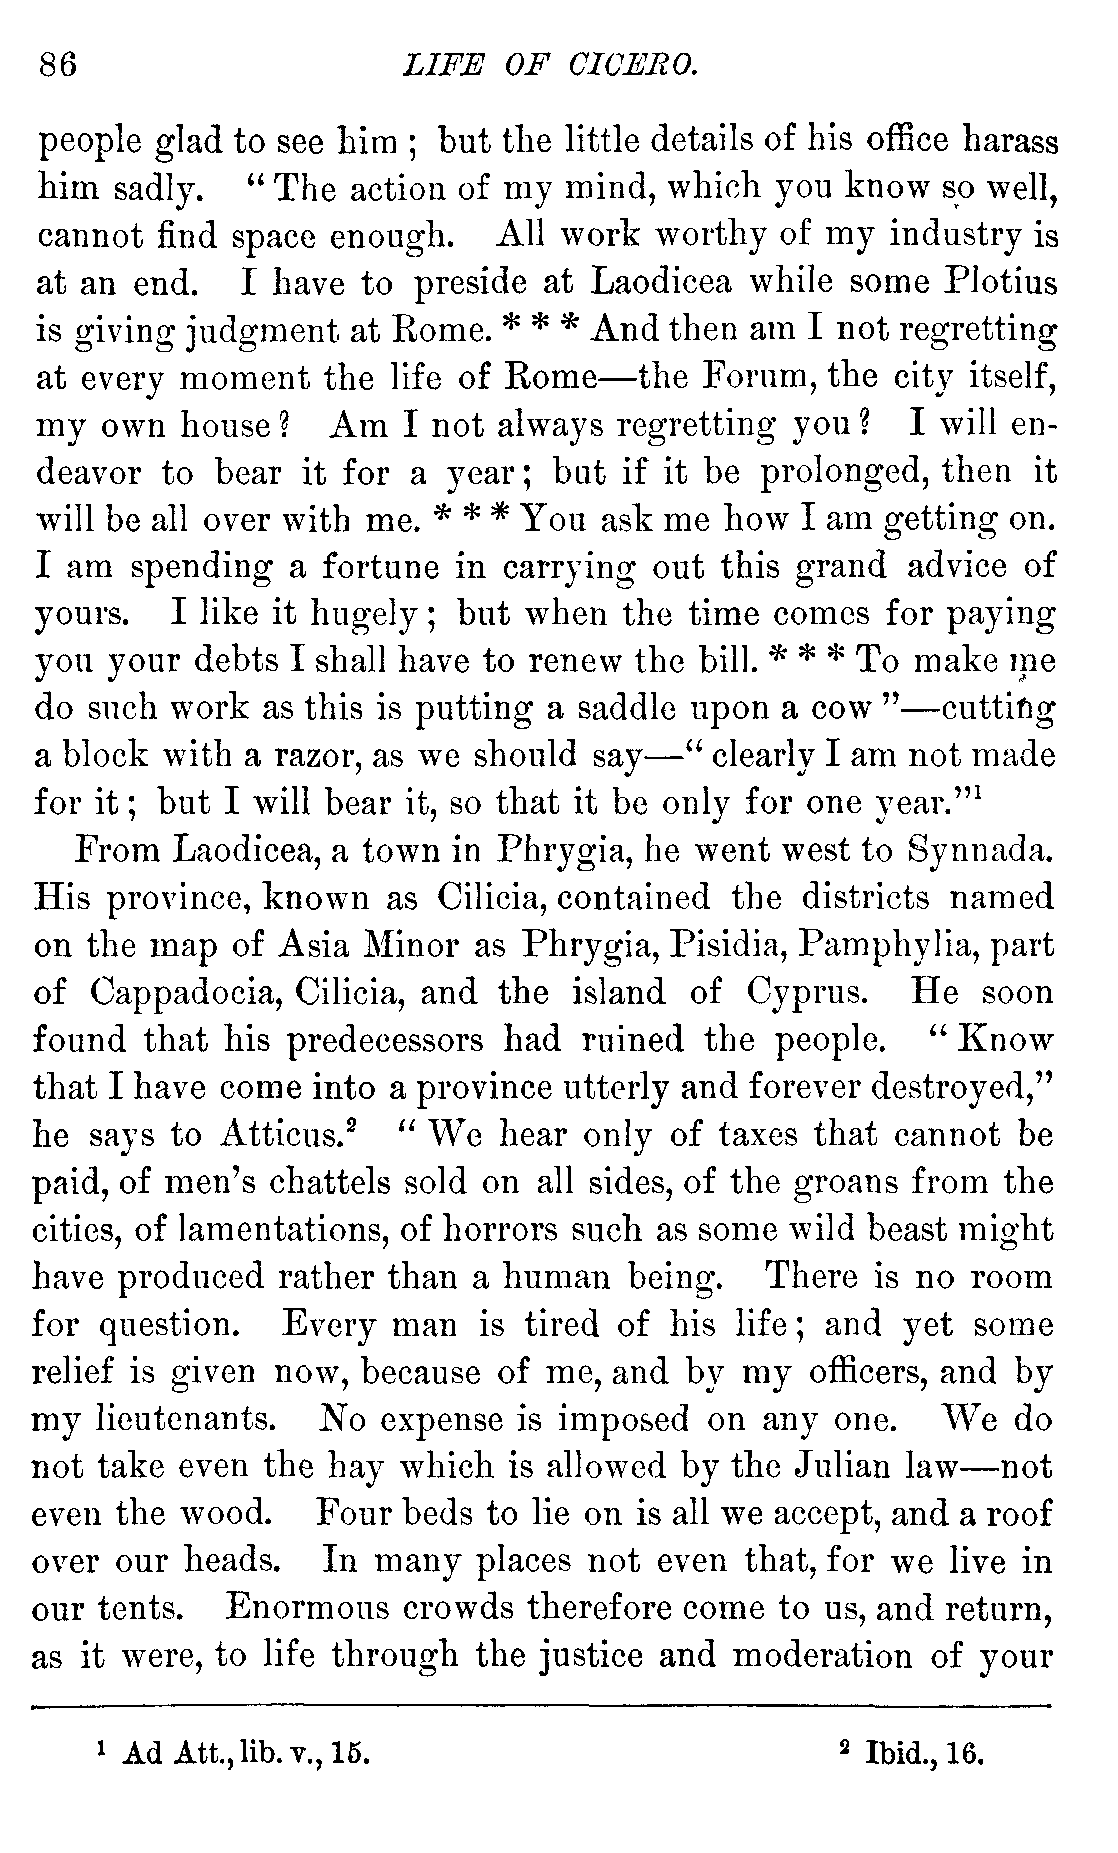 86 LIFE OF CICERO.
people glad to see him ; but the little details of his office harass
him sadly. “ The action of my mind, which you know so well,
cannot find space enough. All work worthy of my industry is
at an end. I have to preside at Laodicea while some Plotius
is giving judgment at Rome. * * * And then am I not regretting
at every moment the life of Rome—the Forum, the city itself,
my own house ? Am I not always regretting you ? I will en-
deavor to bear it for a year ; but if it be prolonged, then it
will be all over with me. * * * You ask me how I am getting on.
I am spending a fortune in carrying out this grand advice of
yours. I like it hugely ; but when the time comes for paying
you your debts I shall have to renew the bill. * * * To make me
do such work as this is putting a saddle upon a cow ”—cutting
a block with a razor, as we should say—“ clearly I am not made
for it ; but I will bear it, so that it be only for one year.”¹
From Laodicea, a town in Phrygia, he went west to Synnada.
His province, known as Cilicia, contained the districts named
on the map of Asia Minor as Phrygia, Pisidia, Pamphylia, part
of Cappadocia, Cilicia, and the island of Cyprus. He soon
found that his predecessors had ruined the people. “ Know
that I have come into a province utterly and forever destroyed,”
he says to Atticus.² “ We hear only of taxes that cannot be
paid, of men’s chattels sold on all sides, of the groans from the
cities, of lamentations, of horrors such as some wild beast might
have produced rather than a human being. There is no room
for question. Every man is tired of his life ; and yet some
relief is given now, because of me, and by my officers, and by
my lieutenants. No expense is imposed on any one. We do
not take even the hay which is allowed by the Julian law—not
even the wood. Four beds to lie on is all we accept, and a roof
over our heads. In many places not even that, for we live in
our tents. Enormous crowds therefore come to us, and return,
as it were, to life through the justice and moderation of your
¹ Ad Att., lib. v., 15. ² Ibid., 16.